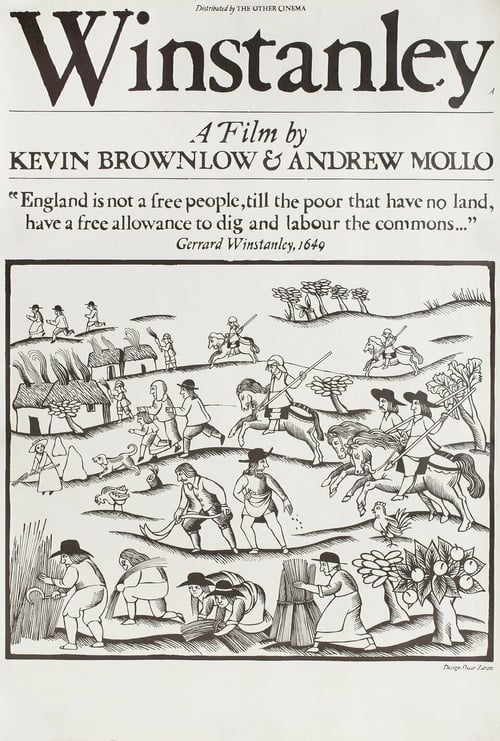 Distributed by THE OTHER CINEMA
Winstanley
A
A Film by
KEVIN BROWNLOW & ANDREW MOLLO
"England is not a free people, till the poor that have no land,
have a free allowance to dig and labour the commons..."
Gerrard Winstanley, 1649
Design Oscar Zarate